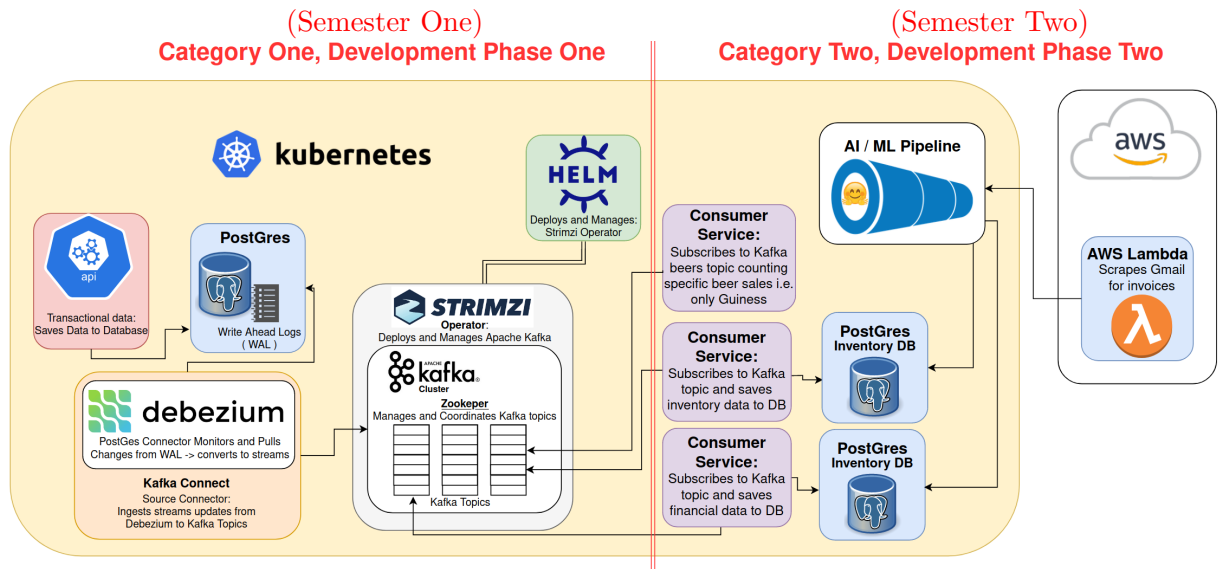 (Semester One)
Category One, Development Phase One
(Semester Two)
Category Two, Development Phase Two
kubernetes
HELM
Deploys and Manages:
Strimzi Operator
api
Transactional data:
Saves Data to Database
PostGres
Write Ahead Logs
( WAL )
debezium
PostGes Connector Monitors and Pulls
Changes from WAL -> converts to streams
Kafka Connect
Source Connector:
Ingests streams updates from
Debezium to Kafka Topics
STRIMZI
Operator:
Deploys and Manages Apache Kafka
APACHE
kafka®
Cluster
Zookeper
Manages and Coordinates Kafka topics
Kafka Topics
Consumer
Service:
Subscribes to Kafka
beers topic counting
specific beer sales i.e.
only Guiness
Consumer
Service:
Subscribes to Kafka
topic and saves
inventory data to DB
Consumer
Service:
Subscribes to Kafka
topic and saves
financial data to DB
AI / ML Pipeline
PostGres
Inventory DB
PostGres
Inventory DB
aws
AWS Lambda
Scrapes Gmail
for invoices